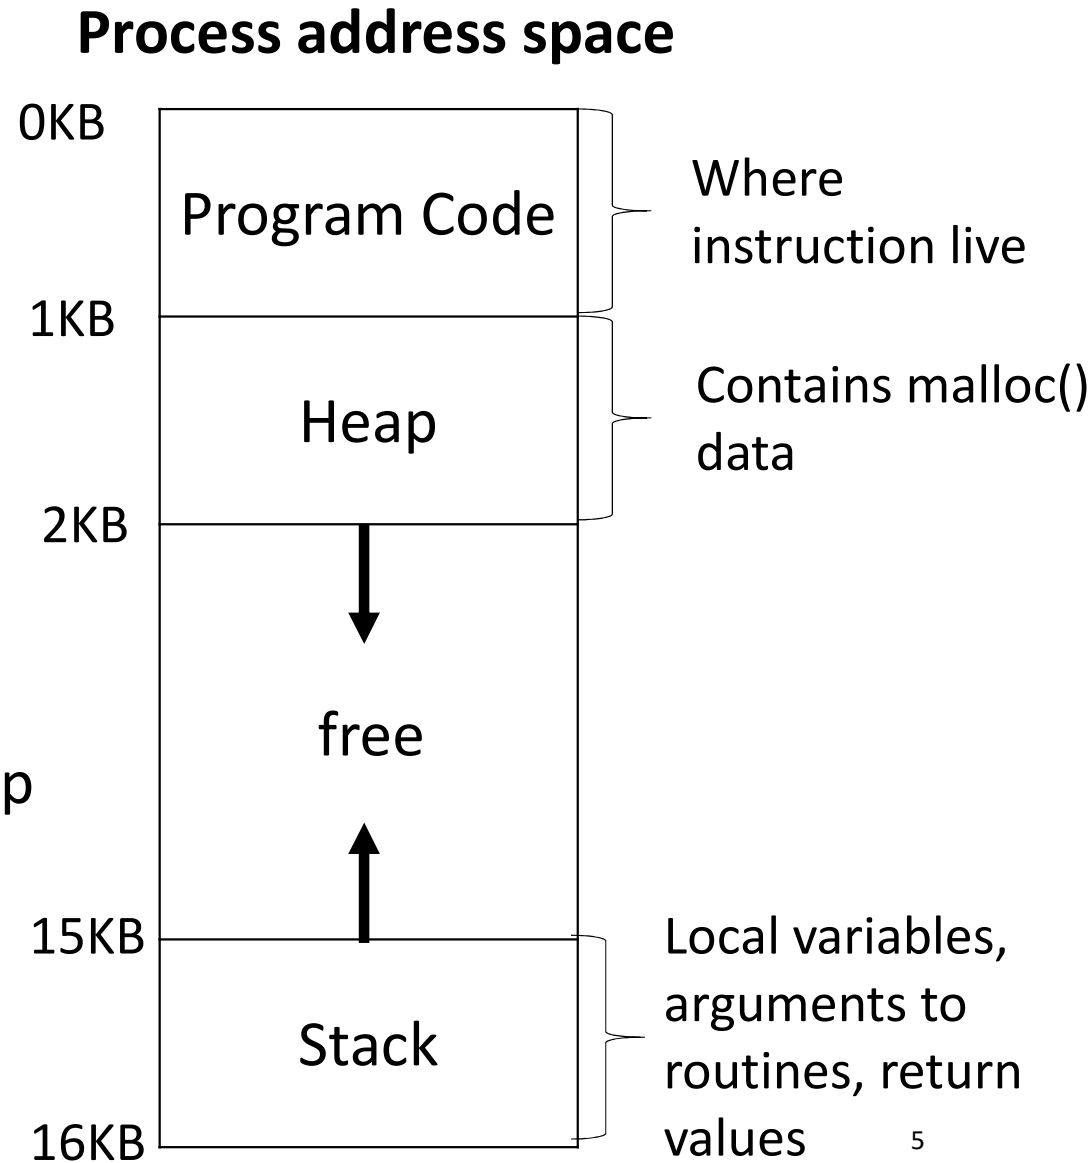 Process address space
0KB
Program Code
Where
instruction live
1KB
Heap
Contains malloc()
data
2KB
free
p
15KB
Stack
Local variables,
arguments to
routines, return
values
16KB
5